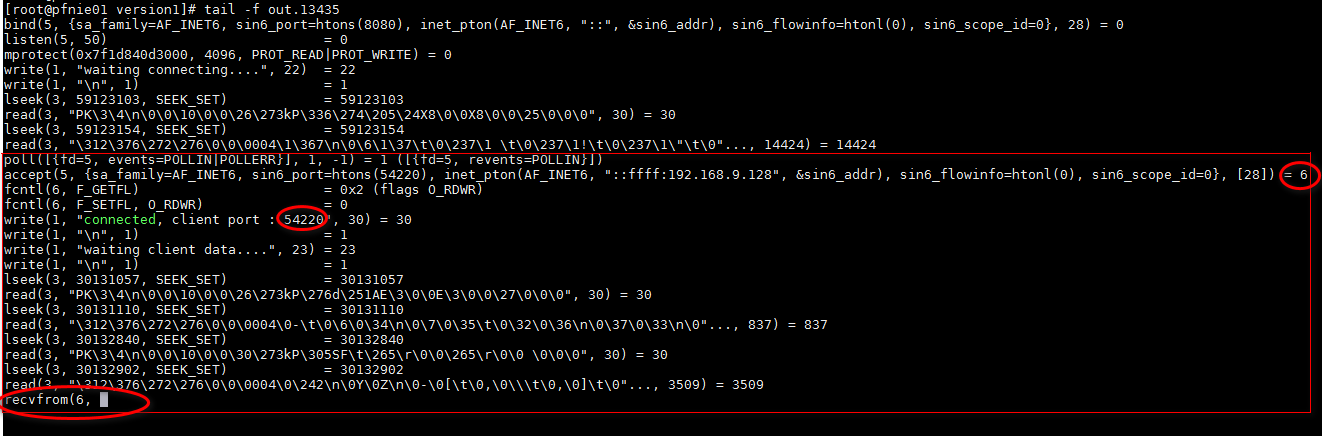 [root@pfnie01 version1]# tail -f out.13435
bind(5, {sa_family=AF_INET6, sin6_port=htons(8080), inet_pton(AF_INET6, "::", &sin6_addr), sin6_flowinfo=htonl(0), sin6_scope_id=0}, 28) = 0
listen(5, 50)                           = 0
mprotect(0x7f1d840d3000, 4096, PROT_READ|PROT_WRITE) = 0
write(1, "waiting connecting....", 22)  = 22
write(1, "\n", 1)                       = 1
lseek(3, 59123103, SEEK_SET)            = 59123103
read(3, "PK\3\4\n\0\0\10\0\0\26\273kP\336\274\205\24X8\0\0X8\0\0\25\0\0\0", 30) = 30
lseek(3, 59123154, SEEK_SET)            = 59123154
read(3, "\312\376\272\276\0\0\0004\1\367\n\0\6\1\37\t\0\237\1 \t\0\237\1!\t\0\237\1\"\t\0"..., 14424) = 14424
poll([{fd=5, events=POLLIN|POLLERR}], 1, -1) = 1 ([{fd=5, revents=POLLIN}])
accept(5, {sa_family=AF_INET6, sin6_port=htons(54220), inet_pton(AF_INET6, "::ffff:192.168.9.128", &sin6_addr), sin6_flowinfo=htonl(0), sin6_scope_id=0}, [28]) = 6
fcntl(6, F_GETFL)                       = 0x2 (flags O_RDWR)
fcntl(6, F_SETFL, O_RDWR)               = 0
write(1, "connected, client port : 54220", 30) = 30
write(1, "\n", 1)                       = 1
write(1, "waiting client data....", 23) = 23
write(1, "\n", 1)                       = 1
lseek(3, 30131057, SEEK_SET)            = 30131057
read(3, "PK\3\4\n\0\0\10\0\0\26\273kP\276d\251AE\3\0\0E\3\0\0\27\0\0\0", 30) = 30
lseek(3, 30131110, SEEK_SET)            = 30131110
read(3, "\312\376\272\276\0\0\0004\0-\t\0\6\0\34\n\0\7\0\35\t\0\32\0\36\n\0\37\0\33\n\0"..., 837) = 837
lseek(3, 30132840, SEEK_SET)            = 30132840
read(3, "PK\3\4\n\0\0\10\0\0\30\273kP\305SF\t\265\r\0\0\265\r\0\0 \0\0\0", 30) = 30
lseek(3, 30132902, SEEK_SET)            = 30132902
read(3, "\312\376\272\276\0\0\0004\0\242\n\0Y\0Z\n\0-\0[\t\0,\0\\\t\0,\0]\t\0"..., 3509) = 3509
recvfrom(6,